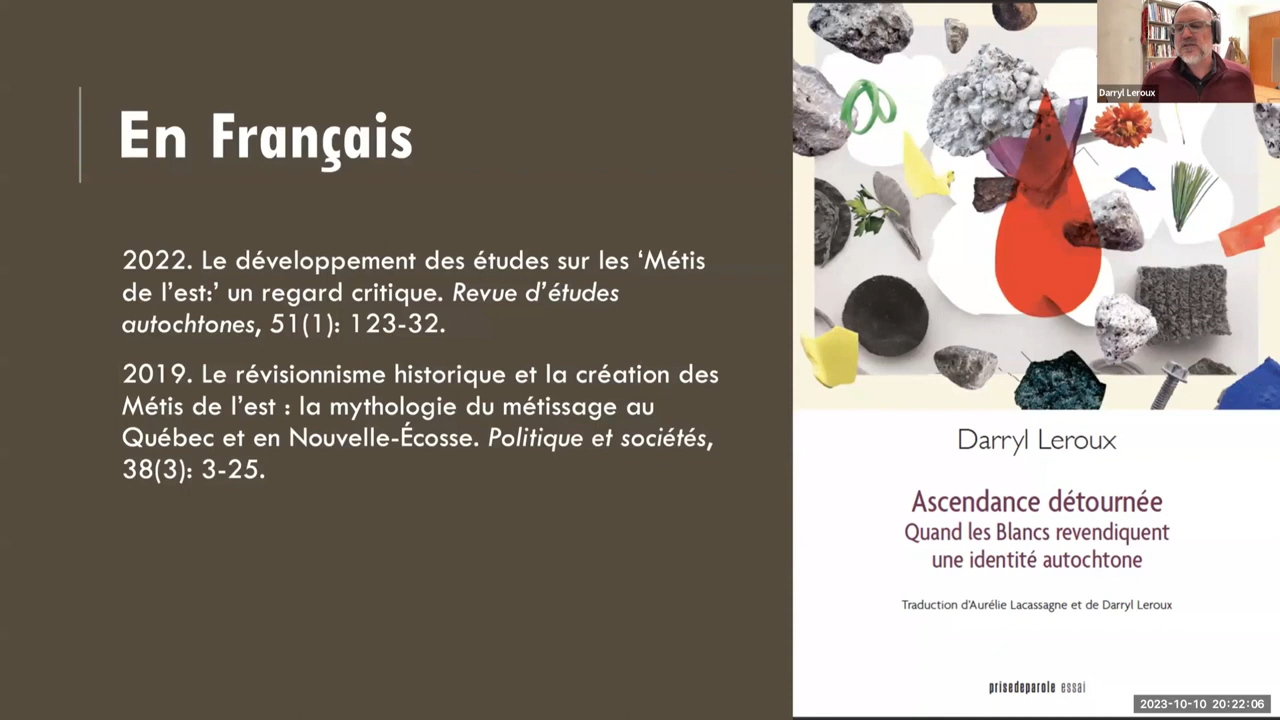 En Français
2022. Le développement des études sur les ‘Métis
de l’est:’ un regard critique. Revue d’études
autochtones, 51(1): 123-32.
2019. Le révisionnisme historique et la création des
Métis de l’est : la mythologie du métissage au
Québec et en Nouvelle-Écosse. Politique et sociétés,
38(3): 3-25.
Darryl Leroux
Darryl Leroux
Ascendance détournée
Quand les Blancs revendiquent
une identité autochtone
Traduction d’Aurélie Lacassagne et de Darryl Leroux
prisedeparole essai
2023-10-10 20:22:06